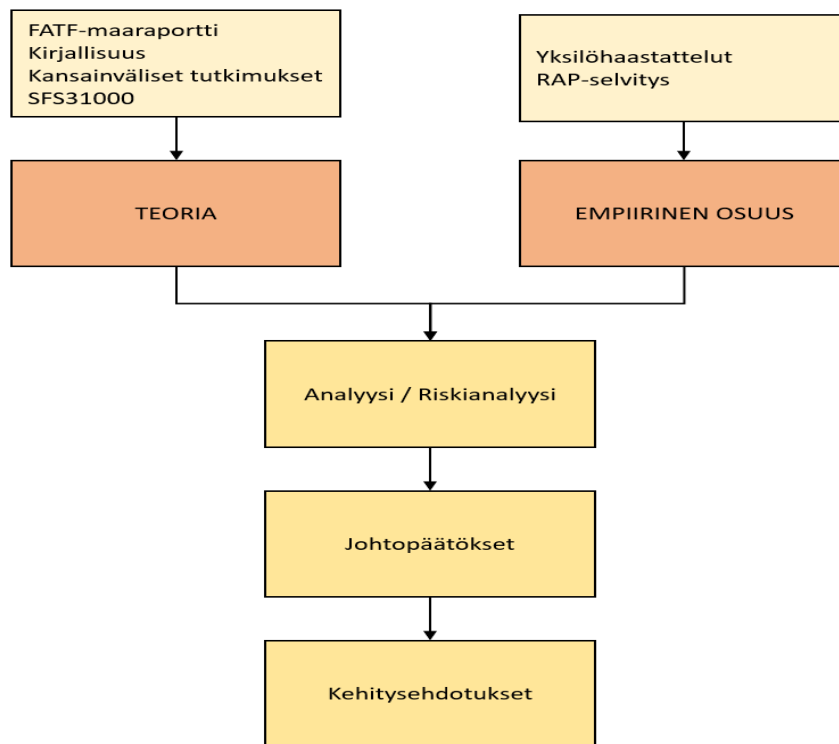 FATF-maaraportti
Kirjallisuus
Kansainväliset tutkimukset
SFS31000
Yksilöhaastattelut
RAP-selvitys
TEORIA
EMPIIRINEN OSUUS
Analyysi / Riskianalyysi
Johtopäätökset
Kehitysehdotukset